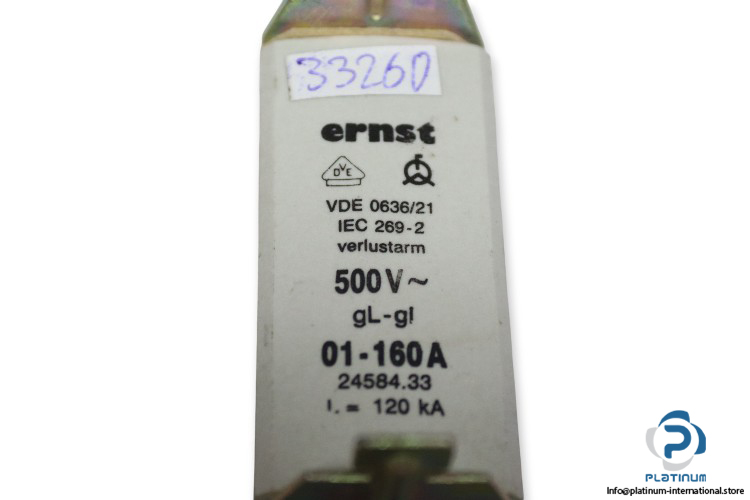 33260
ernst
DVE
VDE 0636/21
IEC 269-2
verlustarm
500V~
gL-gl
01-160A
24584.33
I. = 120 kA
PLATINUM
Info@platinum-international.store